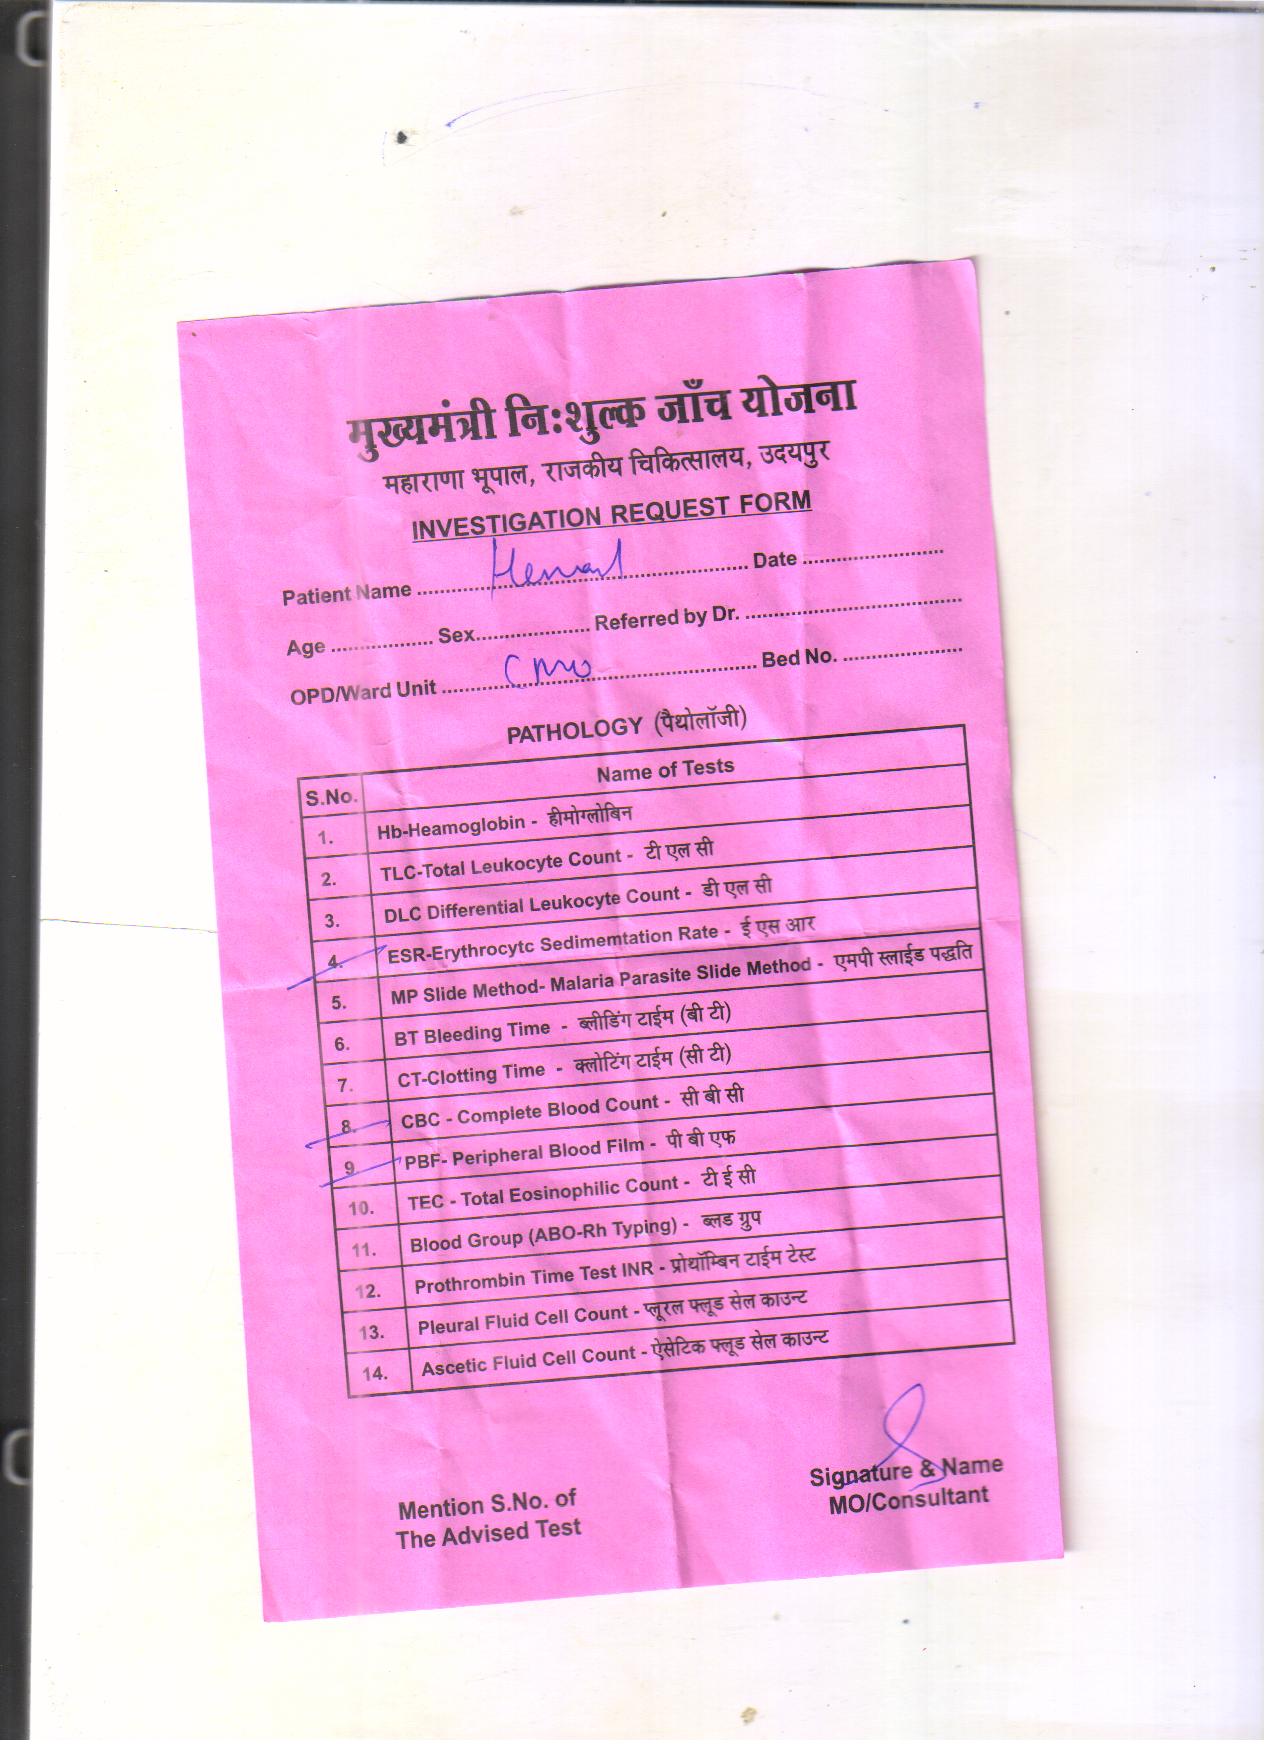 मुख्यमंत्री निःशुल्क जाँच योजना
महाराणा भूपाल, राजकीय चिकित्सालय, उदयपुर
INVESTIGATION REQUEST FORM
Patient Name ........................ Date ........................
Age .................. Sex.................... Referred by Dr. ........................
OPD/Ward Unit ........................ Bed No. .....................
PATHOLOGY (पैथोलॉजी)
S.No. Name of Tests
1. Hb-Heamoglobin - हीमोग्लोबिन
2. TLC-Total Leukocyte Count - टी एल सी
3. DLC Differential Leukocyte Count - डी एल सी
4. ESR-Erythrocytc Sedimemtation Rate - ई एस आर
5. MP Slide Method- Malaria Parasite Slide Method - एमपी स्लाईड पद्धति
6. BT Bleeding Time - ब्लीडिंग टाईम (बी टी)
7. CT-Clotting Time - क्लोटिंग टाईम (सी टी)
8. CBC - Complete Blood Count - सी बी सी
9. PBF- Peripheral Blood Film - पी बी एफ
10. TEC - Total Eosinophilic Count - टी ई सी
11. Blood Group (ABO-Rh Typing) - ब्लड ग्रुप
12. Prothrombin Time Test INR - प्रोथॉम्बिन टाईम टेस्ट
13. Pleural Fluid Cell Count - प्लूरल फ्लूड सेल काउन्ट
14. Ascetic Fluid Cell Count - ऐसेटिक फ्लूड सेल काउन्ट
Mention S.No. of
The Advised Test
Signature & Name
MO/Consultant